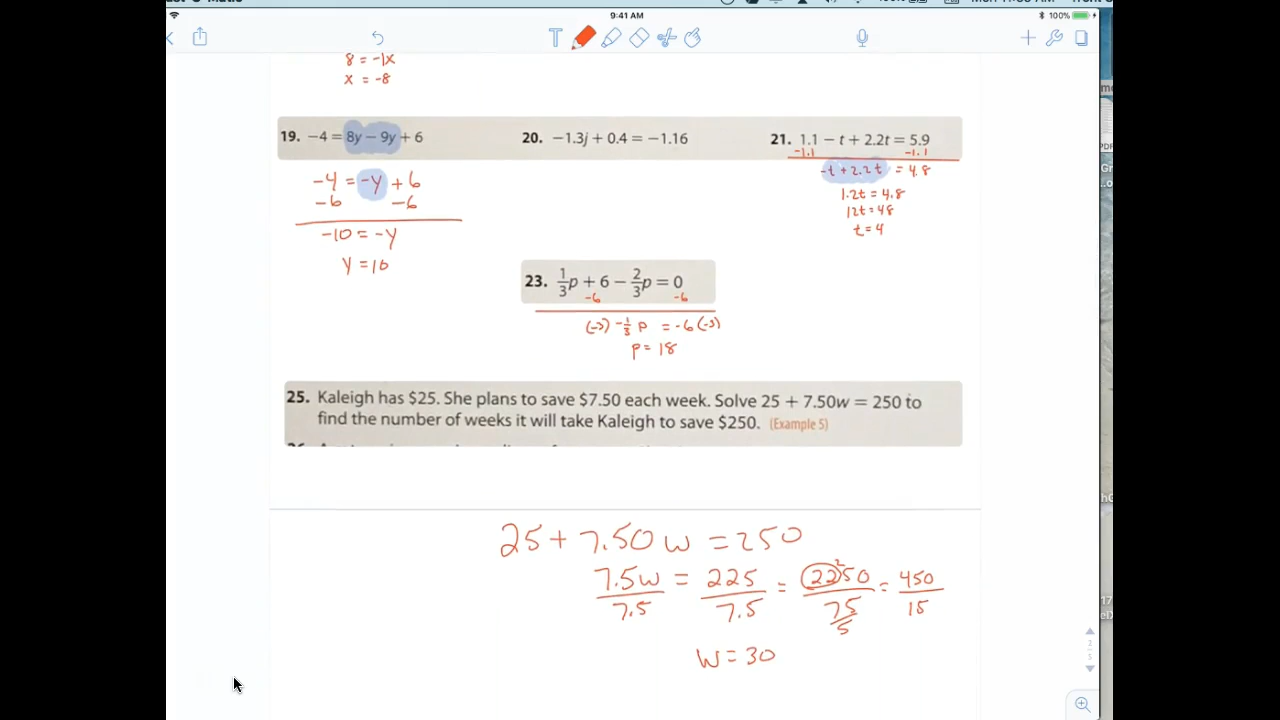 9:41 AM
100%
T
8 = -1x
x = -8
19. −4 = 8y − 9y + 6
-4 = -y + 6
-6 -6
-10 = -y
y = 10
20. −1.3j + 0.4 = −1.16
21. 1.1 − t + 2.2t = 5.9
-1.1 -1.1
-t + 2.2t = 4.8
1.2t = 4.8
12t = 48
t = 4
23. 1/3p + 6 − 2/3p = 0
-6 -6
(-3) -1/3 p = -6 (-3)
p = 18
25. Kaleigh has $25. She plans to save $7.50 each week. Solve 25 + 7.50w = 250 to
find the number of weeks it will take Kaleigh to save $250. (Example 5)
25 + 7.50 w = 250
7.5w/7.5 = 225/7.5 = 2250/75 = 450/15
2
5
w = 30